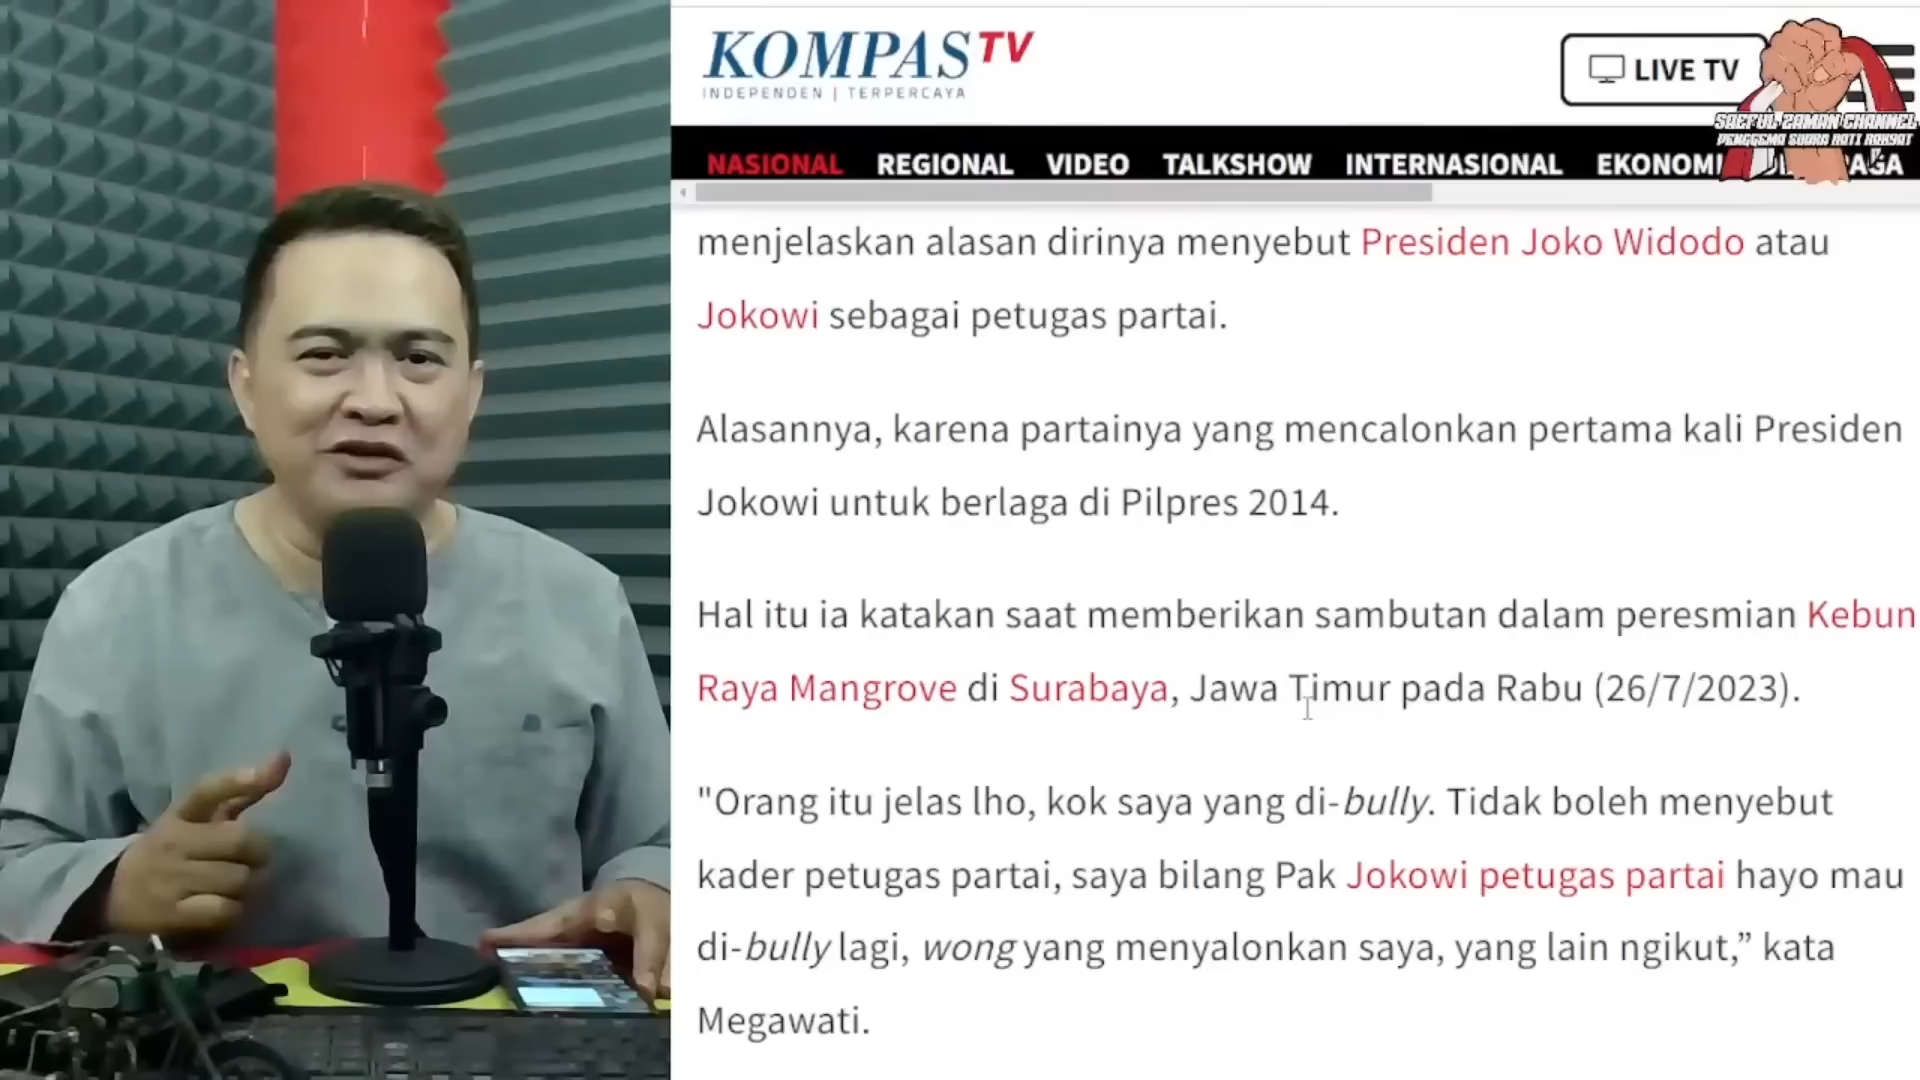 KOMPAS TV
INDEPENDEN | TERPERCAYA
LIVE TV
SAEFUL ZAMAN CHANNEL
PENGGEMA SUARA HATI RAKYAT
NASIONAL REGIONAL VIDEO TALKSHOW INTERNASIONAL EKONOMI
menjelaskan alasan dirinya menyebut Presiden Joko Widodo atau
Jokowi sebagai petugas partai.
Alasannya, karena partainya yang mencalonkan pertama kali Presiden
Jokowi untuk berlaga di Pilpres 2014.
Hal itu ia katakan saat memberikan sambutan dalam peresmian Kebun
Raya Mangrove di Surabaya, Jawa Timur pada Rabu (26/7/2023).
"Orang itu jelas lho, kok saya yang di-bully. Tidak boleh menyebut
kader petugas partai, saya bilang Pak Jokowi petugas partai hayo mau
di-bully lagi, wong yang menyalonkan saya, yang lain ngikut,” kata
Megawati.